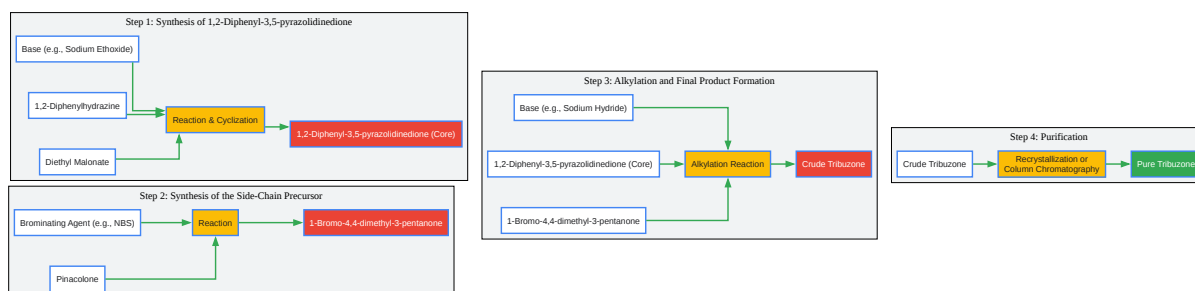 Step 1: Synthesis of 1,2-Diphenyl-3,5-pyrazolidinedione
Base (e.g., Sodium Ethoxide)
1,2-Diphenylhydrazine
Reaction & Cyclization
1,2-Diphenyl-3,5-pyrazolidinedione (Core)
Diethyl Malonate
Step 2: Synthesis of the Side-Chain Precursor
Brominating Agent (e.g., NBS)
Reaction
1-Bromo-4,4-dimethyl-3-pentanone
Pinacolone
Step 3: Alkylation and Final Product Formation
Base (e.g., Sodium Hydride)
1,2-Diphenyl-3,5-pyrazolidinedione (Core)
Alkylation Reaction
Crude Tribuzone
1-Bromo-4,4-dimethyl-3-pentanone
Step 4: Purification
Crude Tribuzone
Recrystallization or
Column Chromatography
Pure Tribuzone